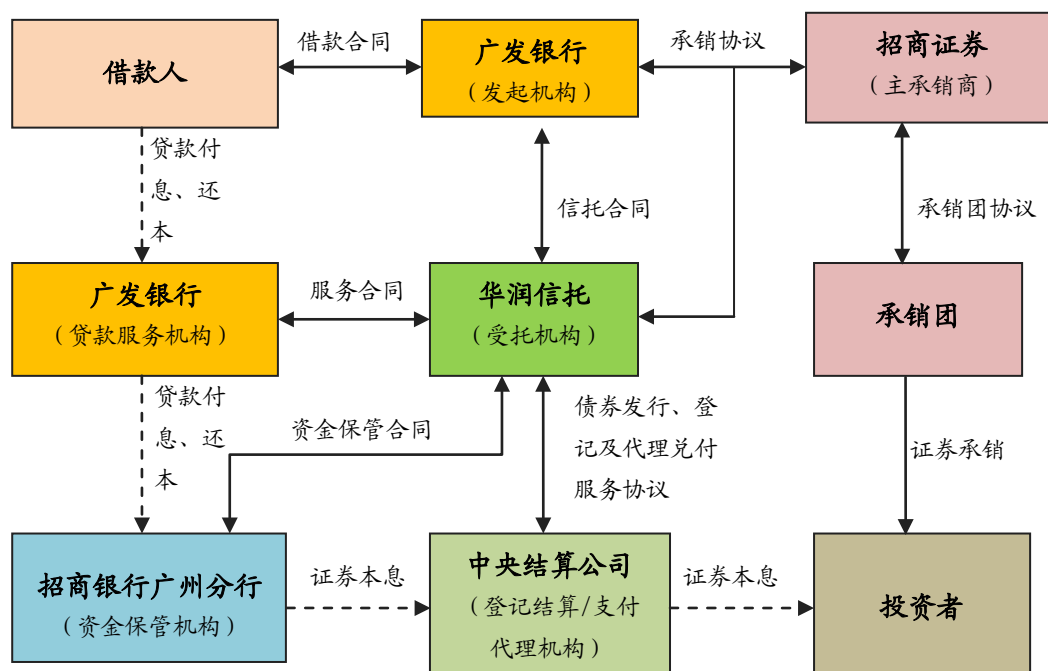 借款人
借款合同
广发银行
（发起机构）
承销协议
招商证券
（主承销商）
贷款付
息、还
本
信托合同
承销团协议
广发银行
（贷款服务机构）
服务合同
华润信托
（受托机构）
承销团
贷款付
息、还
本
资金保管合同
债券发行、登
记及代理兑付
服务协议
证券承销
招商银行广州分行
（资金保管机构）
证券本息
中央结算公司
（登记结算/支付
代理机构）
证券本息
投资者